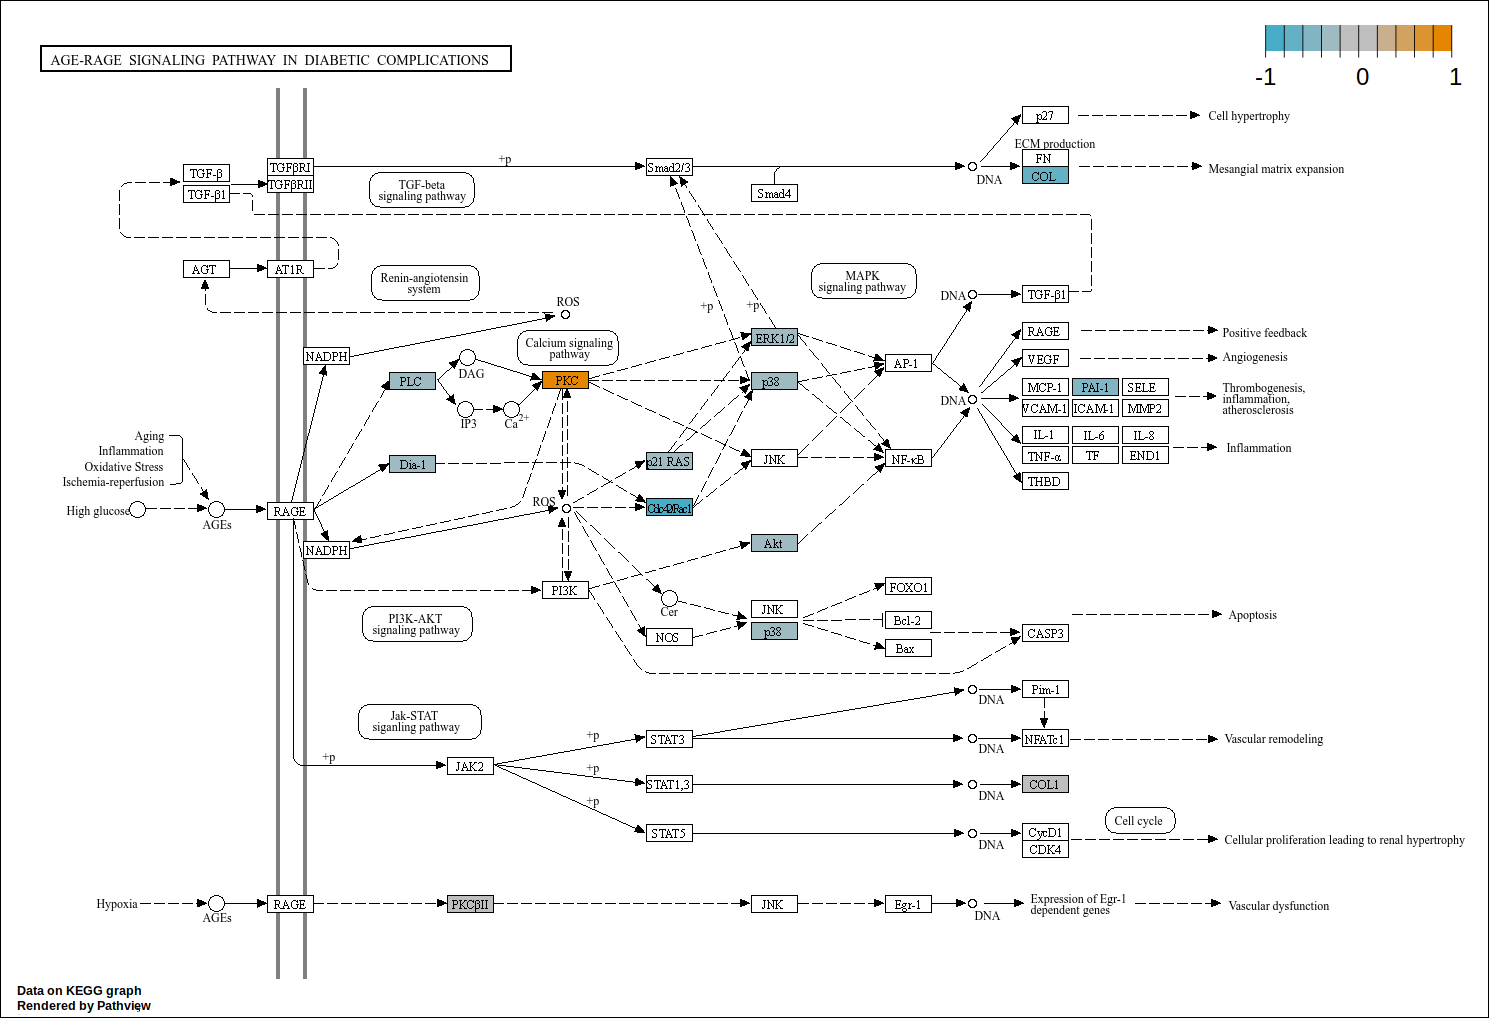 AGE-RAGE SIGNALING PATHWAY IN DIABETIC COMPLICATIONS
-1 0 1
p27
Cell hypertrophy
ECM production
FN
COL
Mesangial matrix expansion
DNA
TGF-β
TGF-β1
TGFβRI
TGFβRII
+p
TGF-beta
signaling pathway
Smad2/3
Smad4
AGT
AT1R
Renin-angiotensin
system
MAPK
signaling pathway
ROS
+p
+p
DNA
TGF-β1
NADPH
Calcium signaling
pathway
ERK1/2
AP-1
RAGE
Positive feedback
VEGF
Angiogenesis
PLC
DAG
IP3
Ca2+
PKC
p38
DNA
MCP-1
PAI-1
SELE
VCAM-1
ICAM-1
MMP2
Thrombogenesis,
inflammation,
atherosclerosis
Aging
Inflammation
Oxidative Stress
Ischemia-reperfusion
High glucose
AGEs
RAGE
Dia-1
p21 RAS
JNK
NF-κB
IL-1
IL-6
IL-8
TNF-α
TF
END1
Inflammation
THBD
ROS
NADPH
Akt
PI3K
PI3K-AKT
signaling pathway
Cer
NOS
JNK
p38
FOXO1
Bcl-2
Bax
CASP3
Apoptosis
Jak-STAT
siganling pathway
+p
JAK2
+p
+p
+p
STAT3
STAT1,3
STAT5
DNA
Pim-1
DNA
NFATc1
Vascular remodeling
DNA
COL1
DNA
CycD1
CDK4
Cell cycle
Cellular proliferation leading to renal hypertrophy
Hypoxia
AGEs
RAGE
PKCβII
JNK
Egr-1
DNA
Expression of Egr-1
dependent genes
Vascular dysfunction
Data on KEGG graph
Rendered by Pathview